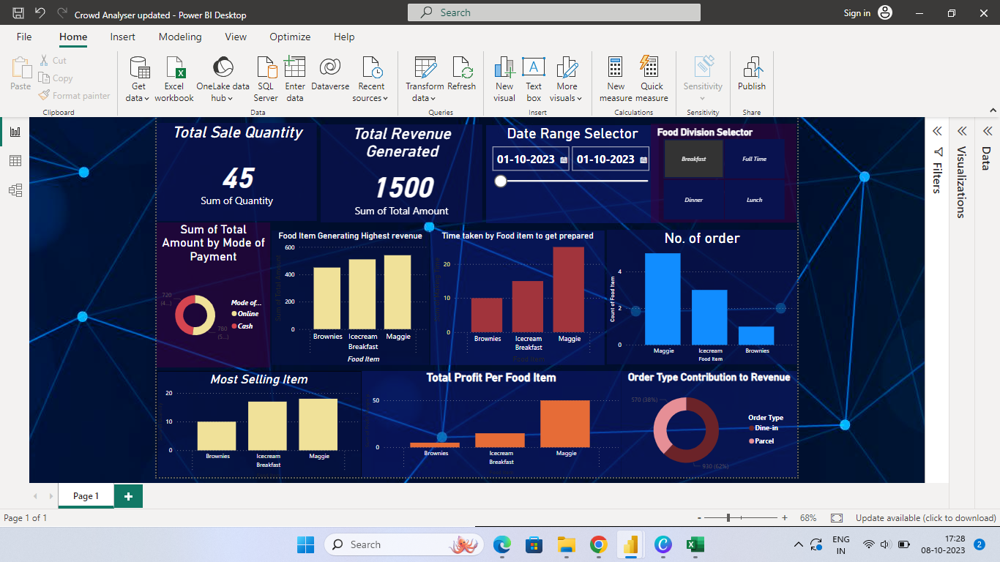 Crowd Analyser updated - Power BI Desktop
Search
Sign in
File Home Insert Modeling View Optimize Help
Paste
Cut
Copy
Format painter
Clipboard
Get data
Excel workbook
OneLake data hub
SQL Server
Enter data
Dataverse
Recent sources
Data
Transform data
Refresh
Queries
New visual
Text box
More visuals
Insert
New measure
Quick measure
Calculations
Sensitivity
Sensitivity
Publish
Share
Total Sale Quantity
45
Sum of Quantity
Total Revenue
Generated
1500
Sum of Total Amount
Date Range Selector
01-10-2023 01-10-2023
Food Division Selector
Breakfast Full Time
Dinner Lunch
Filters
Visualizations
Data
Sum of Total
Amount by Mode of
Payment
720
(4...)
780
(5...)
Mode of...
Online
Cash
Food Item Generating Highest revenue
Sum of Total Amount
600
400
200
0
Brownies Icecream Maggie
Breakfast
Food Item
Time taken by Food item to get prepared
20
10
0
Brownies Icecream Maggie
Breakfast
Food Item
No. of order
Count of Food Item
4
2
0
Maggie Icecream Brownies
Food Item
Most Selling Item
20
10
0
Brownies Icecream Maggie
Breakfast
Total Profit Per Food Item
50
0
Brownies Icecream Maggie
Breakfast
Order Type Contribution to Revenue
570 (38%)
930 (62%)
Order Type
Dine-in
Parcel
Page 1
Page 1 of 1
- + 68%
Update available (click to download)
Search
ENG
IN
17:28
08-10-2023
2